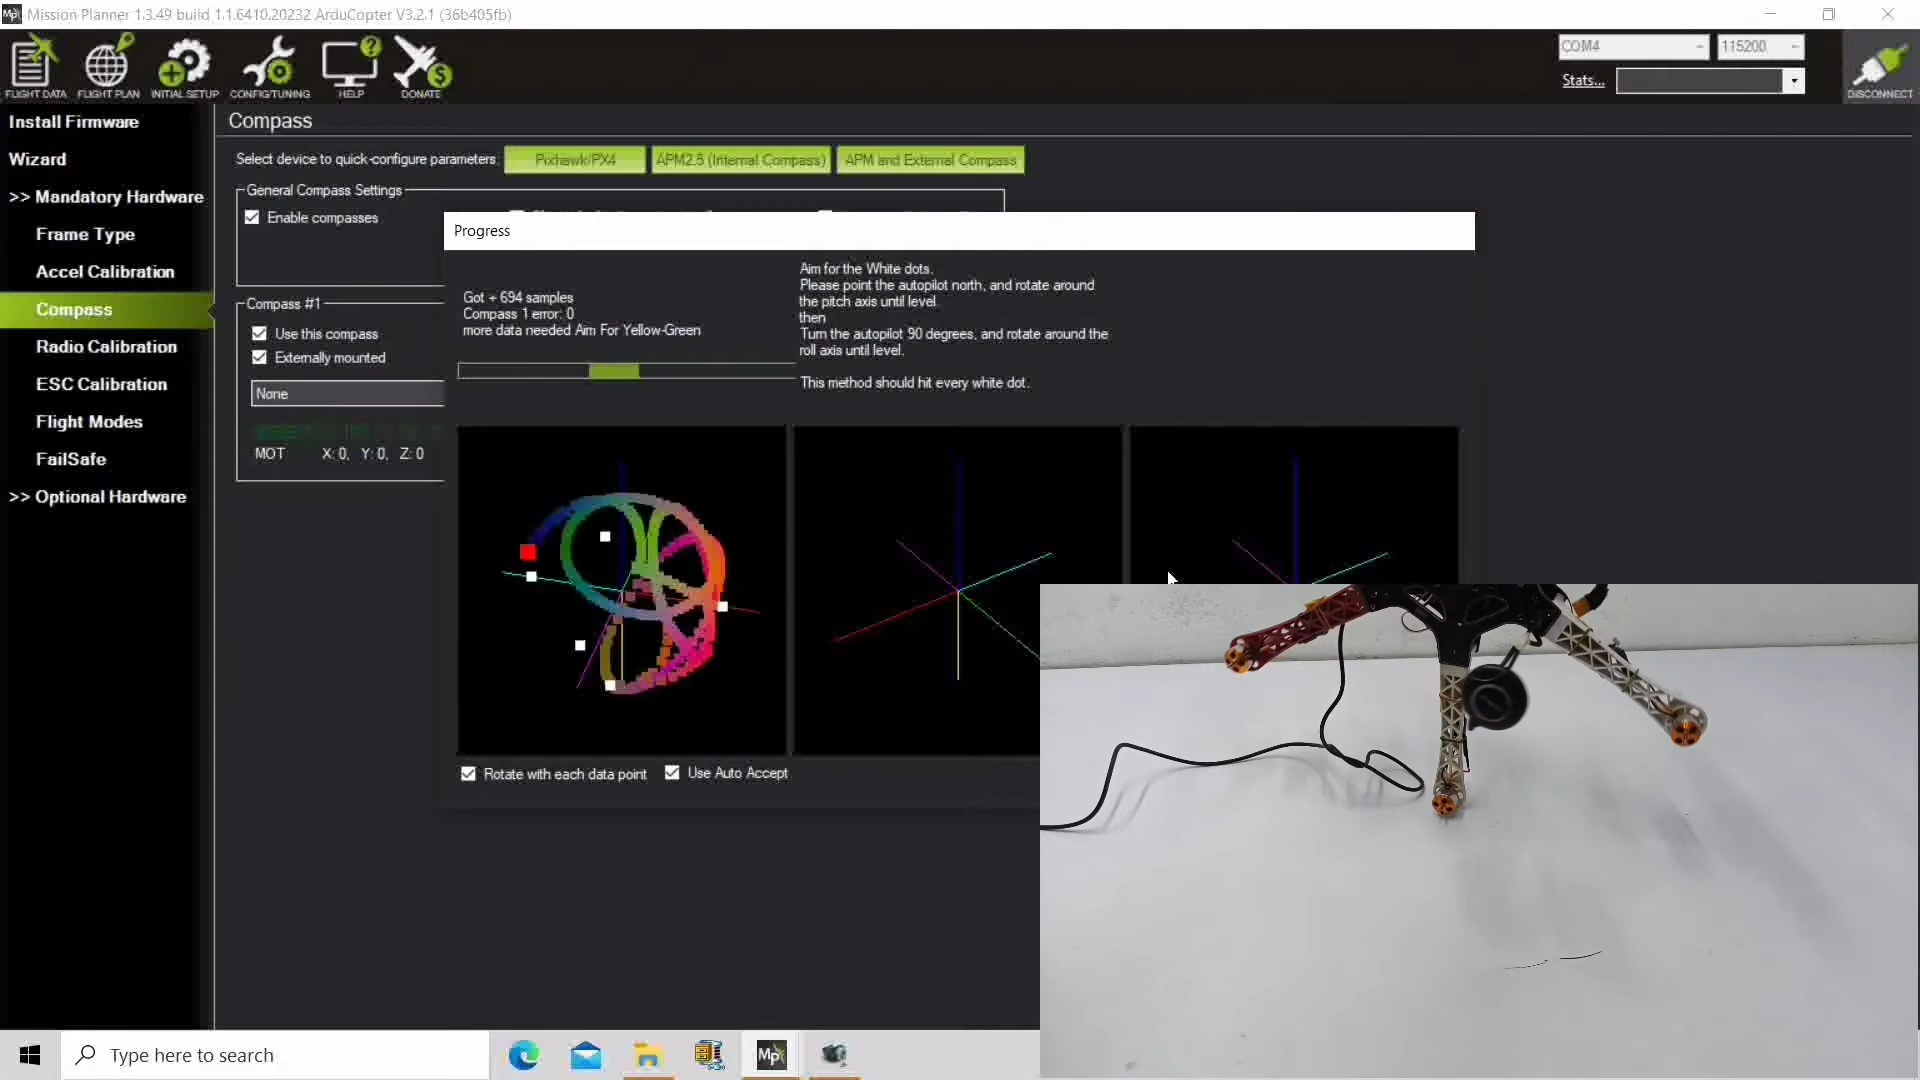 Mission Planner 1.3.49 build 1.1.6410.20232 ArduCopter V3.2.1 (36b405fb)
FLIGHT DATA
FLIGHT PLAN
INITIAL SETUP
CONFIG/TUNING
HELP
DONATE
COM4
115200
Stats...
DISCONNECT
Install Firmware
Wizard
>> Mandatory Hardware
Frame Type
Accel Calibration
Compass
Radio Calibration
ESC Calibration
Flight Modes
FailSafe
>> Optional Hardware
Compass
Select device to quick-configure parameters
Pixhawk/PX4
APM2.5 (Internal Compass)
APM and External Compass
General Compass Settings
Enable compasses
Compass #1
Use this compass
Externally mounted
None
MOT X: 0, Y: 0, Z: 0
Progress
Got + 694 samples
Compass 1 error: 0
more data needed Aim For Yellow-Green
Aim for the White dots.
Please point the autopilot north, and rotate around
the pitch axis until level.
then
Turn the autopilot 90 degrees, and rotate around the
roll axis until level.
This method should hit every white dot.
Rotate with each data point
Use Auto Accept
Type here to search
Mp